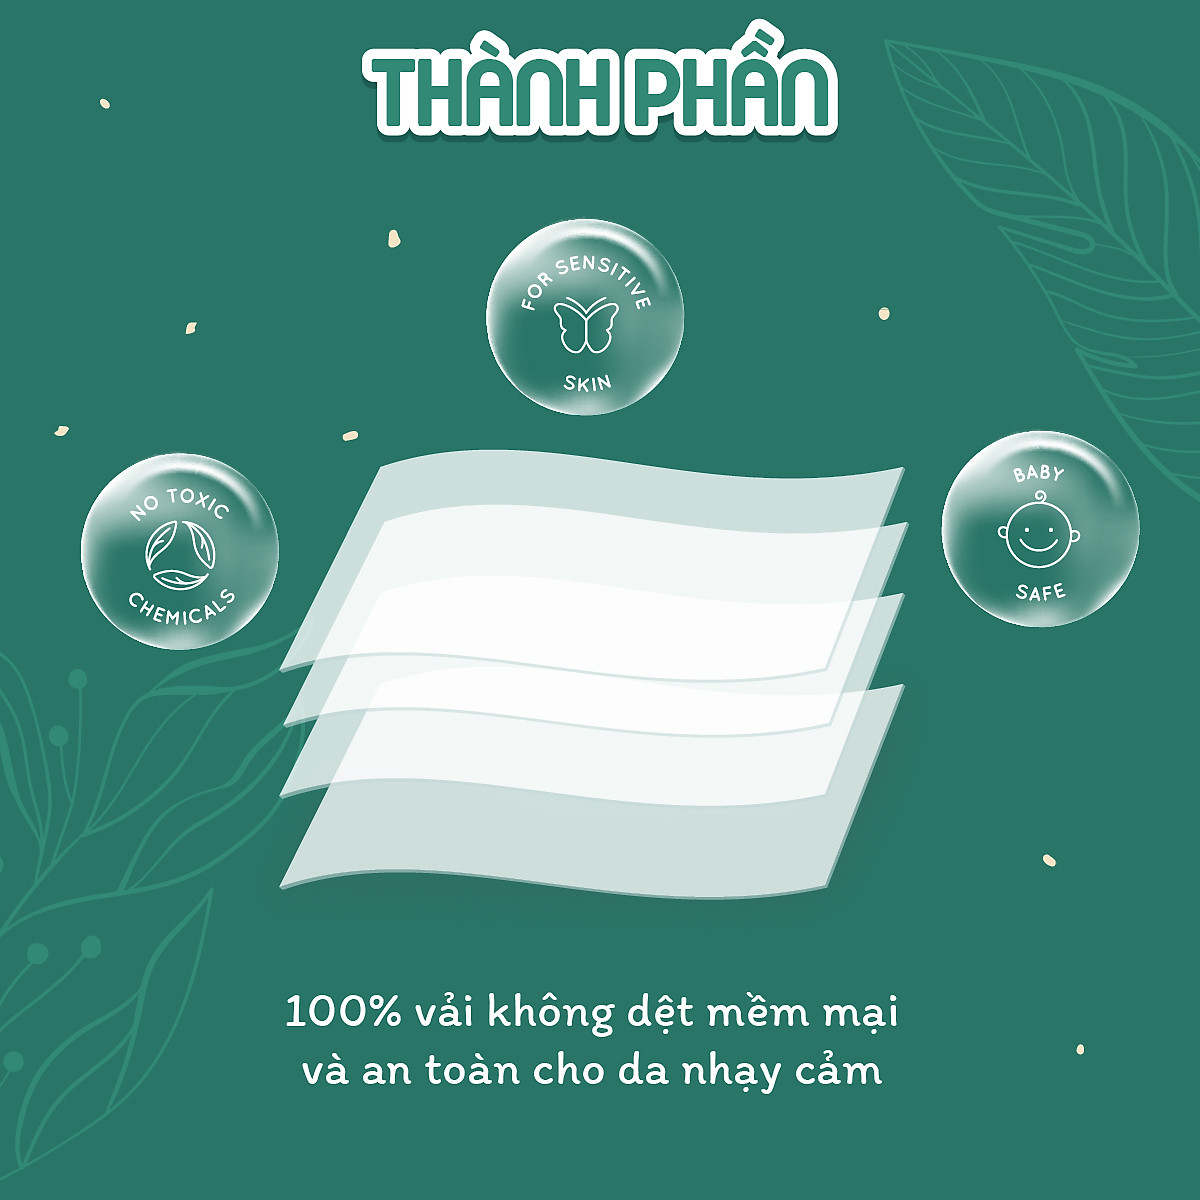 THÀNH PHẦN
FOR SENSITIVE
SKIN
NO TOXIC
CHEMICALS
BABY
SAFE
100% vải không dệt mềm mại
và an toàn cho da nhạy cảm